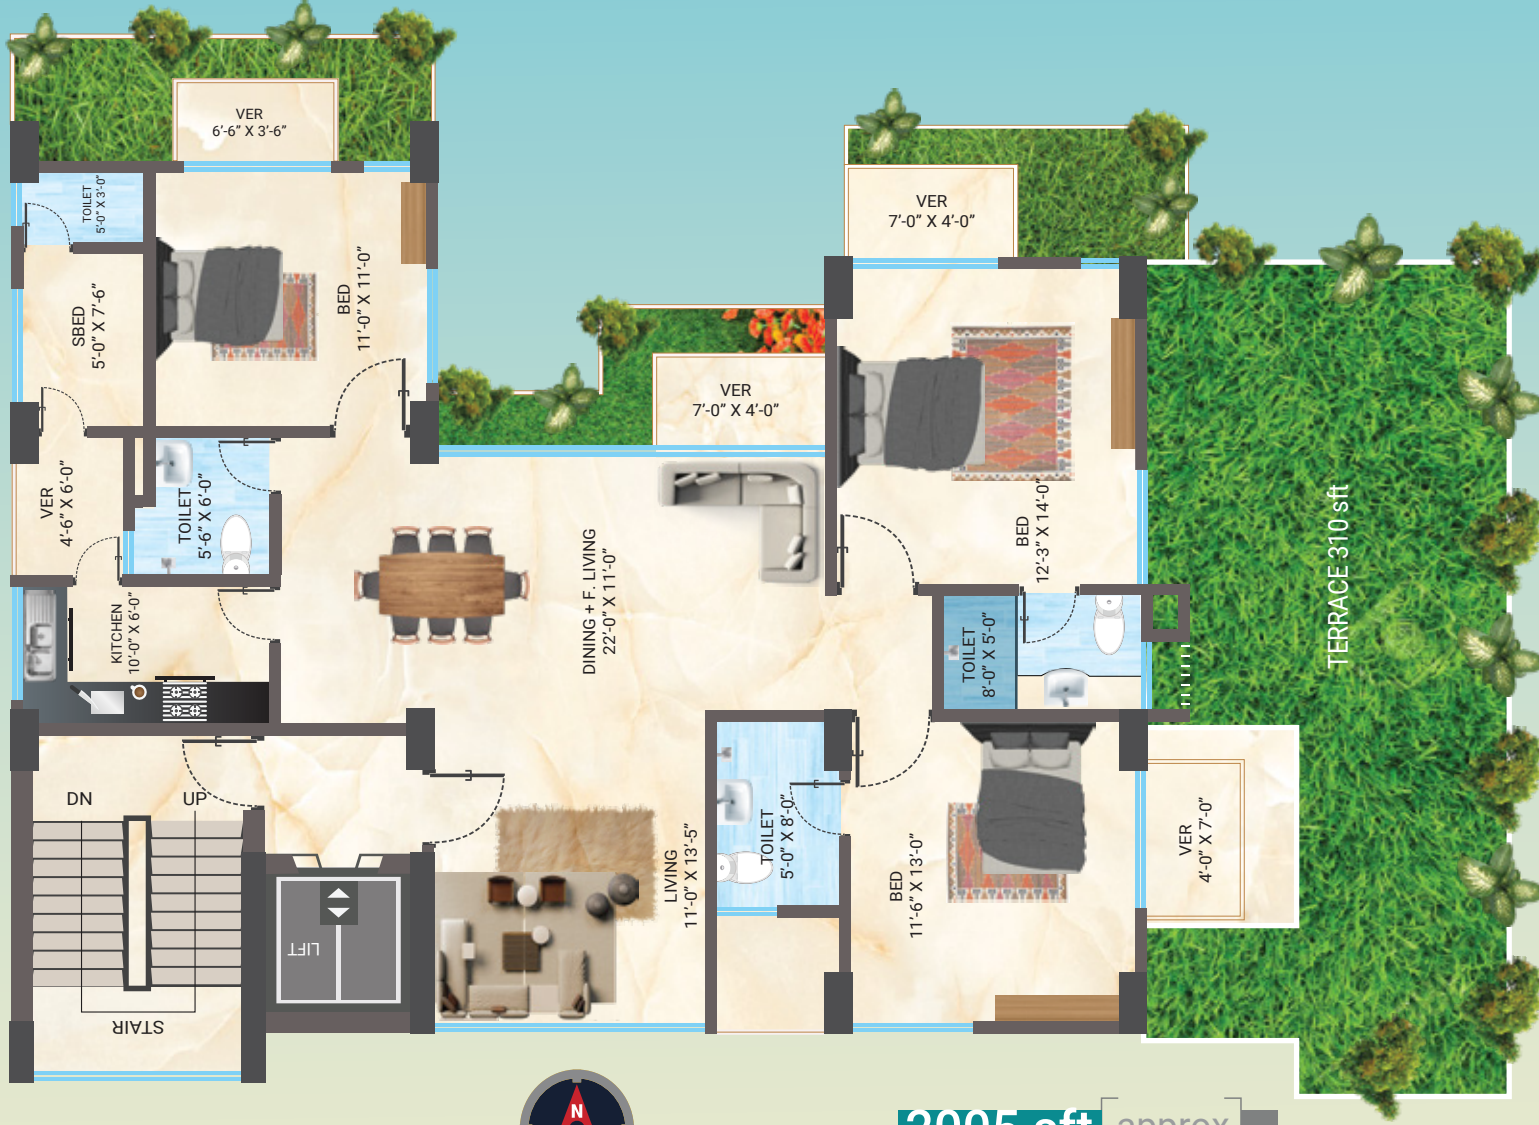 VER
6'-6" X 3'-6"
TOILET
5'-0" X 3'-0"
SBED
5'-0" X 7'-6"
BED
11'-0" X 11'-0"
VER
7'-0" X 4'-0"
VER
7'-0" X 4'-0"
VER
4'-6" X 6'-0"
TOILET
5'-6" X 6'-0"
KITCHEN
10'-0" X 6'-0"
DINING + F. LIVING
22'-0" X 11'-0"
BED
12'-3" X 14'-0"
TOILET
8'-0" X 5'-0"
TERRACE 310 sft
DN
UP
STAIR
LIFT
LIVING
11'-0" X 13'-5"
TOILET
5'-0" X 8'-0"
BED
11'-6" X 13'-0"
VER
4'-0" X 7'-0"
N
approx